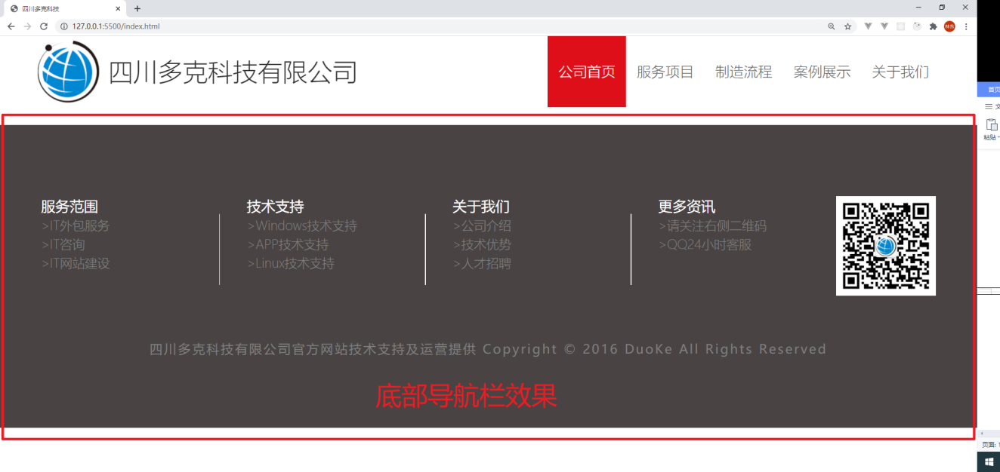 四川多克科技
127.0.0.1:5500/index.html
林东
首页
四川多克科技有限公司
公司首页 服务项目 制造流程 案例展示 关于我们
粘贴
服务范围
>IT外包服务
>IT咨询
>IT网站建设
技术支持
>Windows技术支持
>APP技术支持
>Linux技术支持
关于我们
>公司介绍
>技术优势
>人才招聘
更多资讯
>请关注右侧二维码
>QQ24小时客服
四川多克科技有限公司官方网站技术支持及运营提供 Copyright © 2016 DuoKe All Rights Reserved
底部导航栏效果
页面: 1